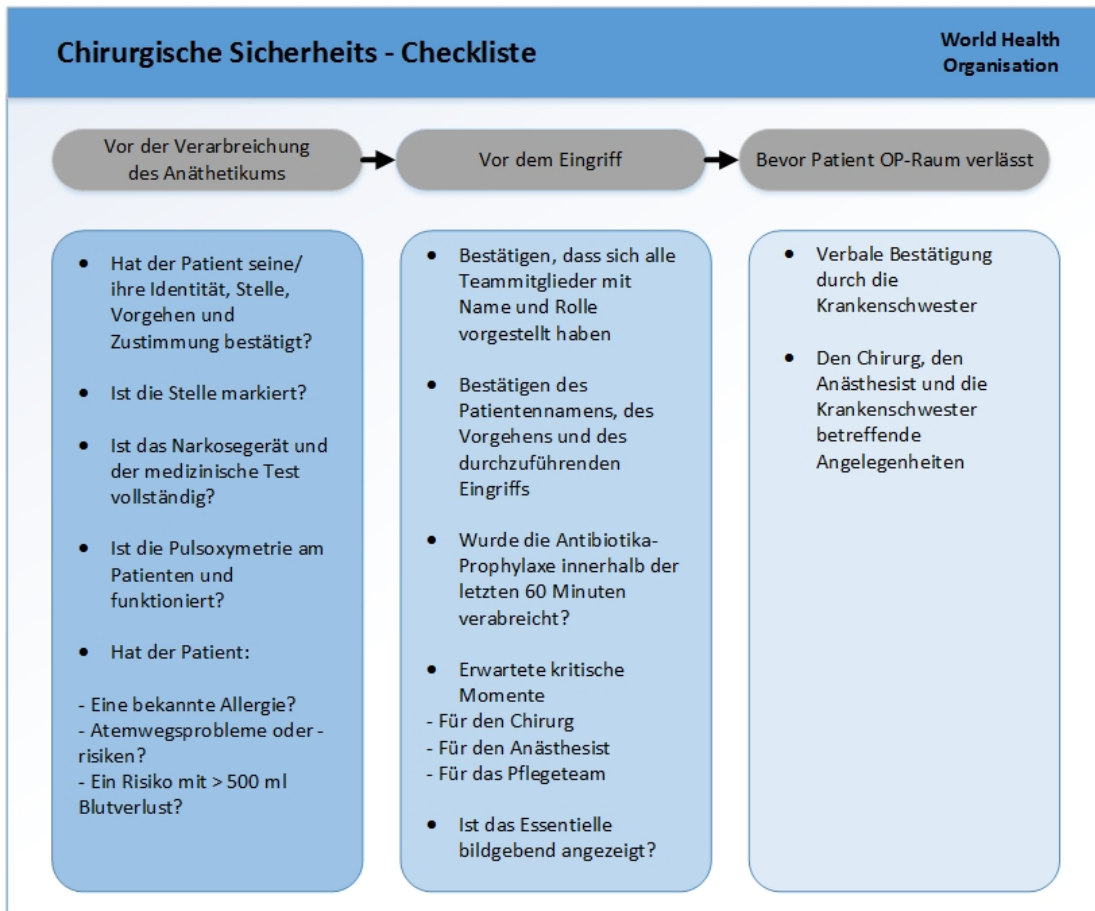 Chirurgische Sicherheits - Checkliste
World Health
Organisation
Vor der Verarbreichung
des Anäthetikums
Vor dem Eingriff
Bevor Patient OP-Raum verlässt
• Hat der Patient seine/
ihre Identität, Stelle,
Vorgehen und
Zustimmung bestätigt?
• Ist die Stelle markiert?
• Ist das Narkosegerät und
der medizinische Test
vollständig?
• Ist die Pulsoxymetrie am
Patienten und
funktioniert?
• Hat der Patient:
- Eine bekannte Allergie?
- Atemwegsprobleme oder -
risiken?
- Ein Risiko mit > 500 ml
Blutverlust?
• Bestätigen, dass sich alle
Teammitglieder mit
Name und Rolle
vorgestellt haben
• Bestätigen des
Patientennamens, des
Vorgehens und des
durchzuführenden
Eingriffs
• Wurde die Antibiotika-
Prophylaxe innerhalb der
letzten 60 Minuten
verabreicht?
• Erwartete kritische
Momente
- Für den Chirurg
- Für den Anästhesist
- Für das Pflegeteam
• Ist das Essentielle
bildgebend angezeigt?
• Verbale Bestätigung
durch die
Krankenschwester
• Den Chirurg, den
Anästhesist und die
Krankenschwester
betreffende
Angelegenheiten